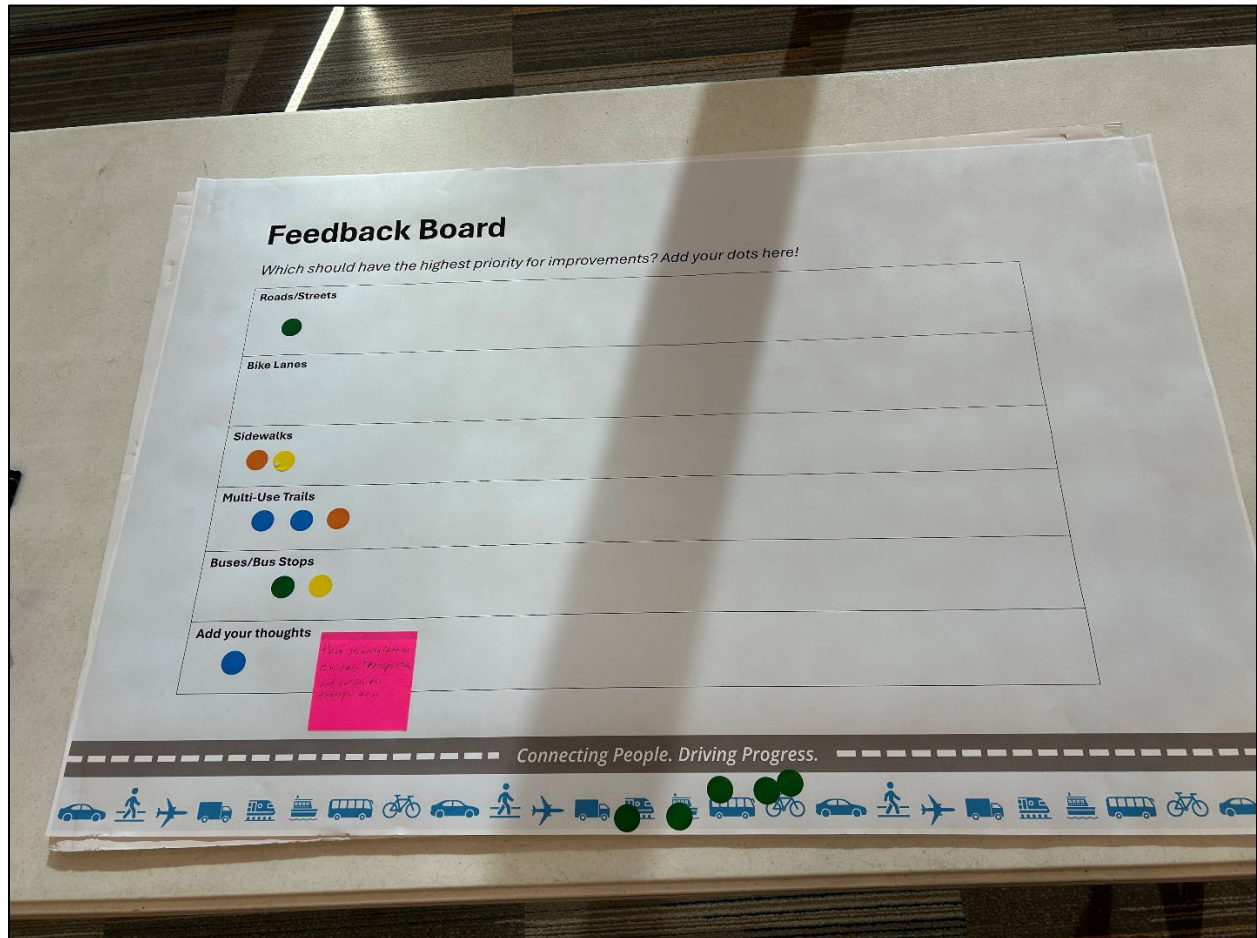 Feedback Board
Which should have the highest priority for improvements? Add your dots here!
Roads/Streets
Bike Lanes
Sidewalks
Multi-Use Trails
Buses/Bus Stops
Add your thoughts
Connecting People. Driving Progress.